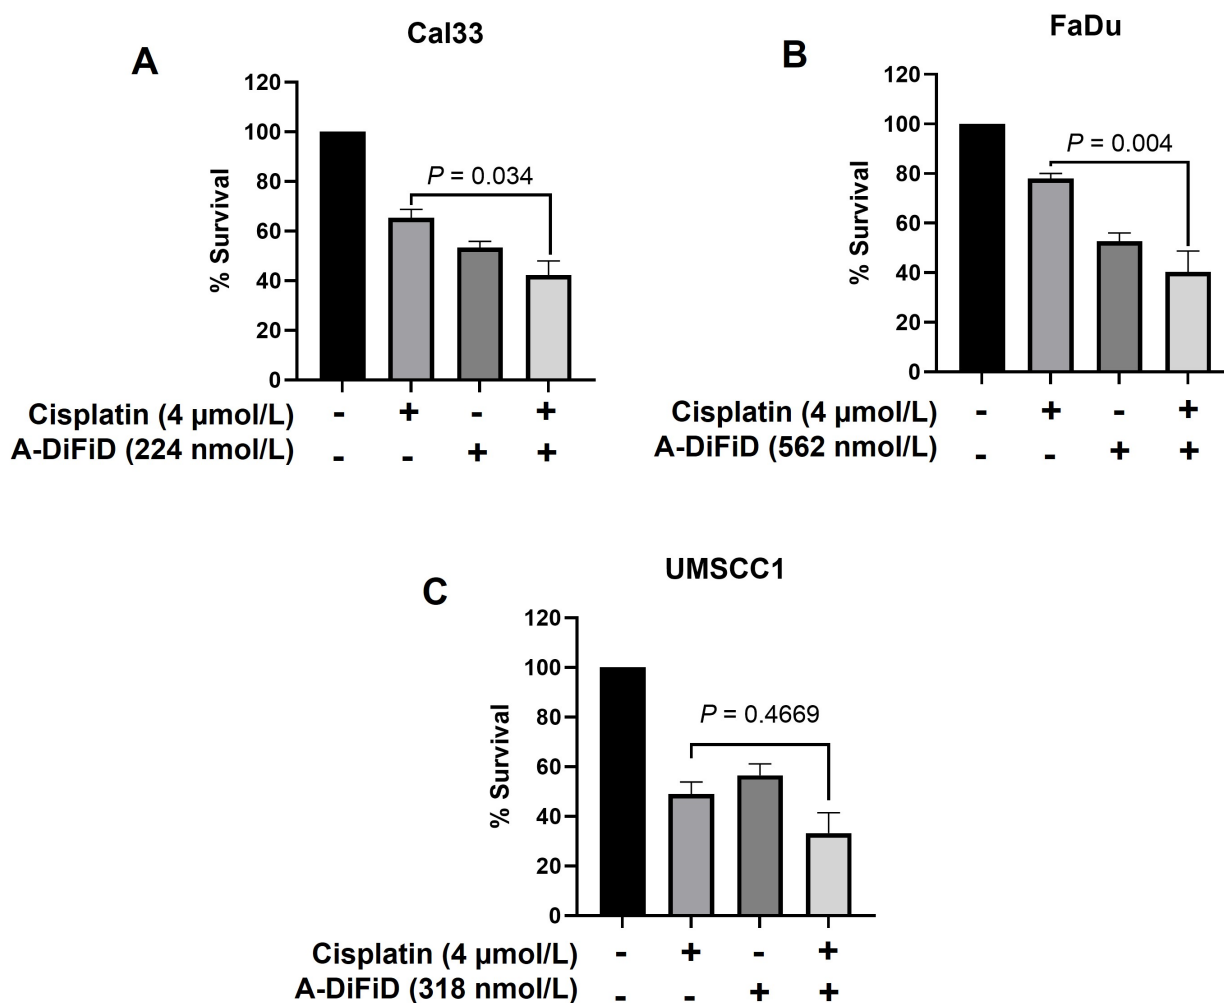 A
Cal33
% Survival
120
100
80
60
40
20
0
P = 0.034
Cisplatin (4 µmol/L) - + - +
A-DiFiD (224 nmol/L) - - + +
B
FaDu
% Survival
120
100
80
60
40
20
0
P = 0.004
Cisplatin (4 µmol/L) - + - +
A-DiFiD (562 nmol/L) - - + +
C
UMSCC1
% Survival
120
100
80
60
40
20
0
P = 0.4669
Cisplatin (4 µmol/L) - + - +
A-DiFiD (318 nmol/L) - - + +